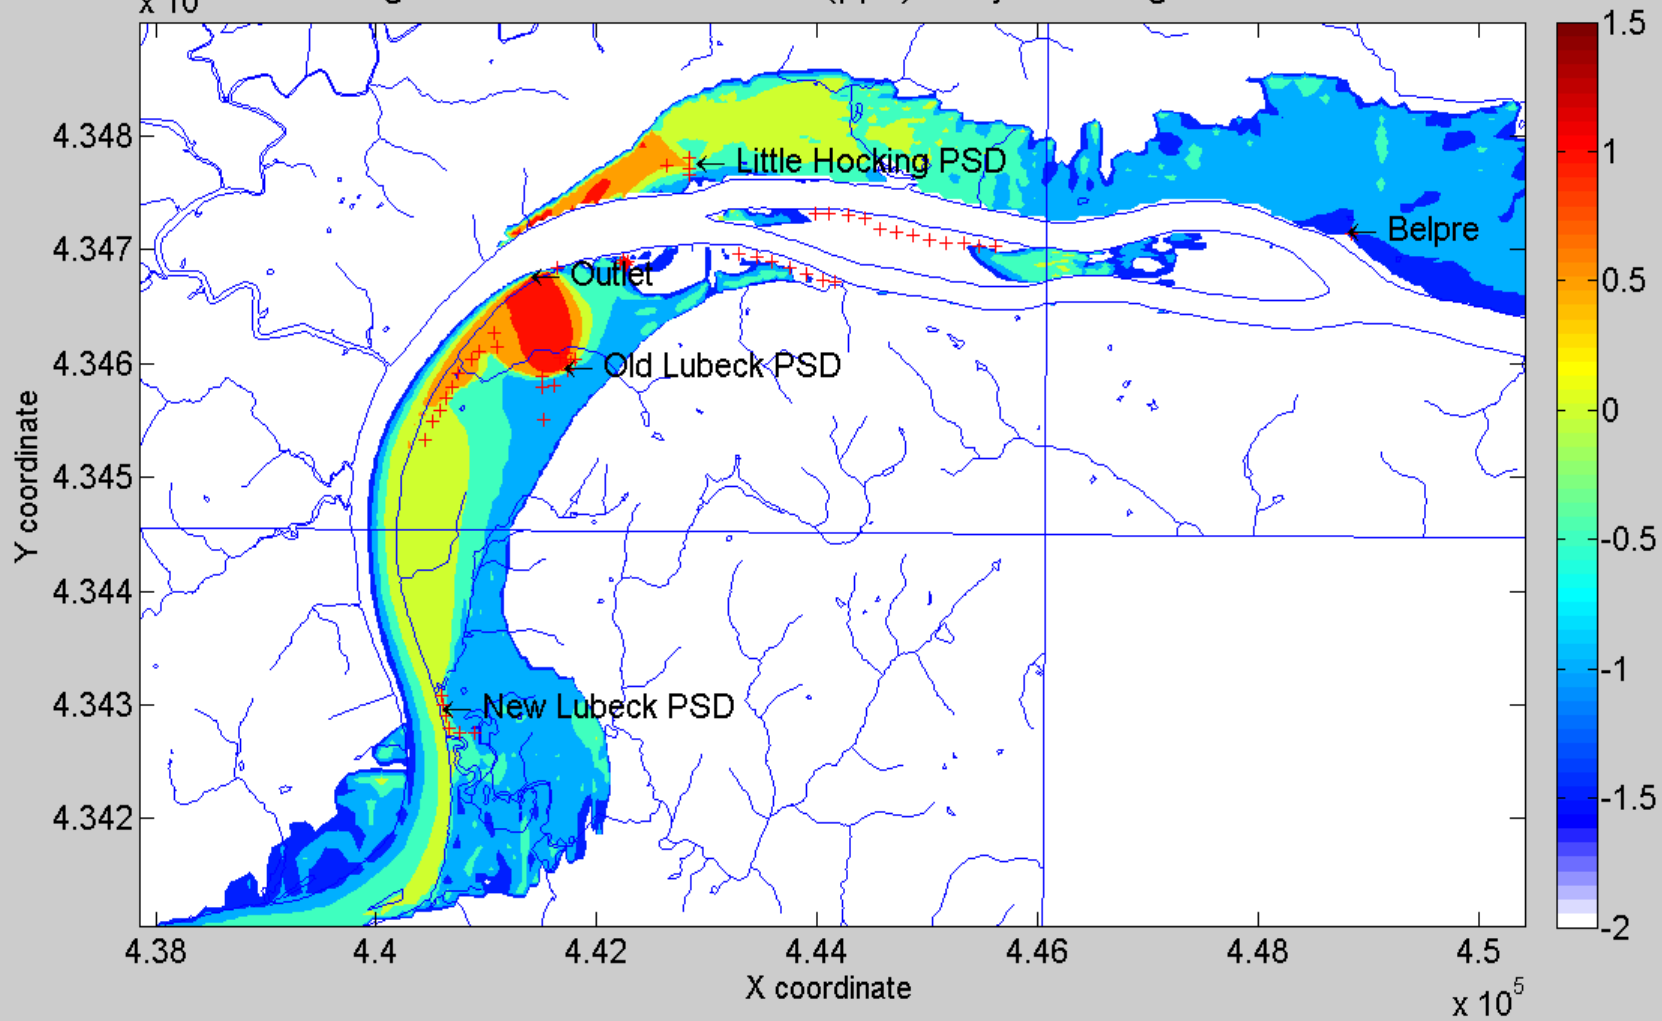 x 10
(pp
1.5
4.348
Little Hocking PSD
1
4.347
Belpre
Outlet
0.5
4.346
Old Lubeck PSD
0
Y coordinate
4.345
-0.5
4.344
-1
4.343
New Lubeck PSD
-1.5
4.342
-2
4.38
4.4
4.42
4.44
4.46
4.48
4.5
X coordinate
x 10⁵